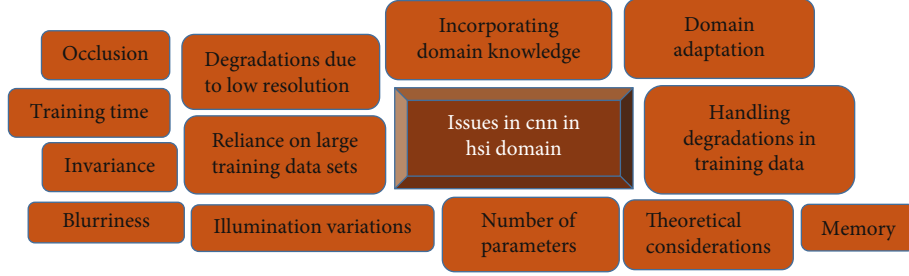 Occlusion
Degradations due
to low resolution
Incorporating
domain knowledge
Domain
adaptation
Training time
Reliance on large
training data sets
Issues in cnn in
hsi domain
Handling
degradations in
training data
Invariance
Blurriness
Illumination variations
Number of
parameters
Theoretical
considerations
Memory